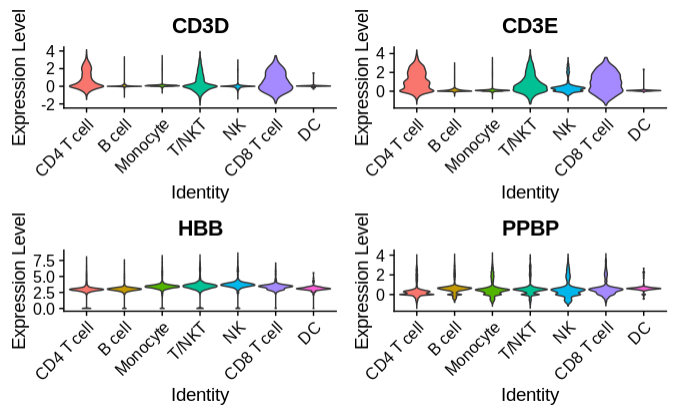 CD3D
Expression Level
4
2
0
-2
CD4 T cell
B cell
Monocyte
T/NKT
NK
CD8 T cell
DC
Identity
CD3E
Expression Level
4
2
0
CD4 T cell
B cell
Monocyte
T/NKT
NK
CD8 T cell
DC
Identity
HBB
Expression Level
7.5
5.0
2.5
0.0
CD4 T cell
B cell
Monocyte
T/NKT
NK
CD8 T cell
DC
Identity
PPBP
Expression Level
4
2
0
CD4 T cell
B cell
Monocyte
T/NKT
NK
CD8 T cell
DC
Identity